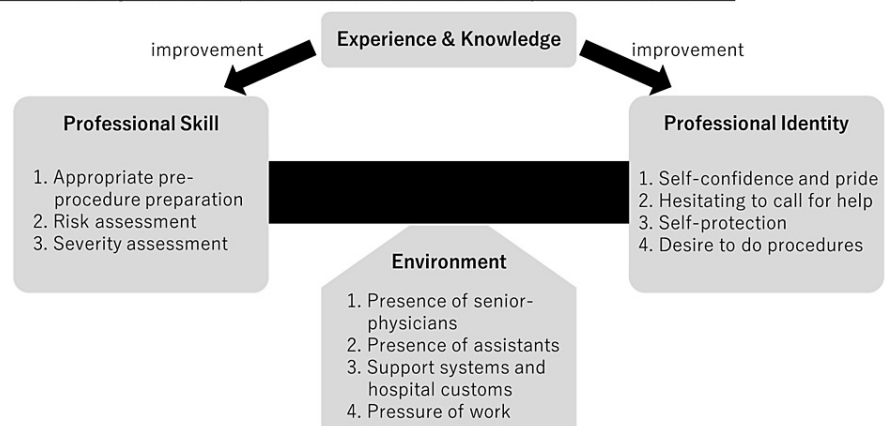 Experience & Knowledge
improvement
improvement
Professional Skill
1. Appropriate pre-
procedure preparation
2. Risk assessment
3. Severity assessment
Professional Identity
1. Self-confidence and pride
2. Hesitating to call for help
3. Self-protection
4. Desire to do procedures
Environment
1. Presence of senior-
physicians
2. Presence of assistants
3. Support systems and
hospital customs
4. Pressure of work